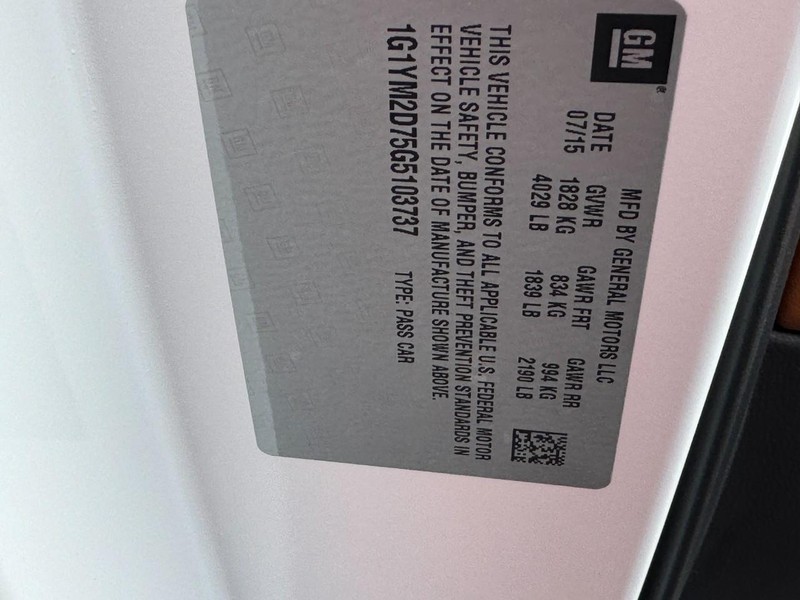 GM
MFD BY GENERAL MOTORS LLC
DATE GVWR GAWR FRT GAWR RR
07/15 1828 KG 834 KG 994 KG
4029 LB 1839 LB 2190 LB
THIS VEHICLE CONFORMS TO ALL APPLICABLE U.S. FEDERAL MOTOR
VEHICLE SAFETY, BUMPER, AND THEFT PREVENTION STANDARDS IN
EFFECT ON THE DATE OF MANUFACTURE SHOWN ABOVE.
1G1YM2D75G5103737 TYPE: PASS CAR